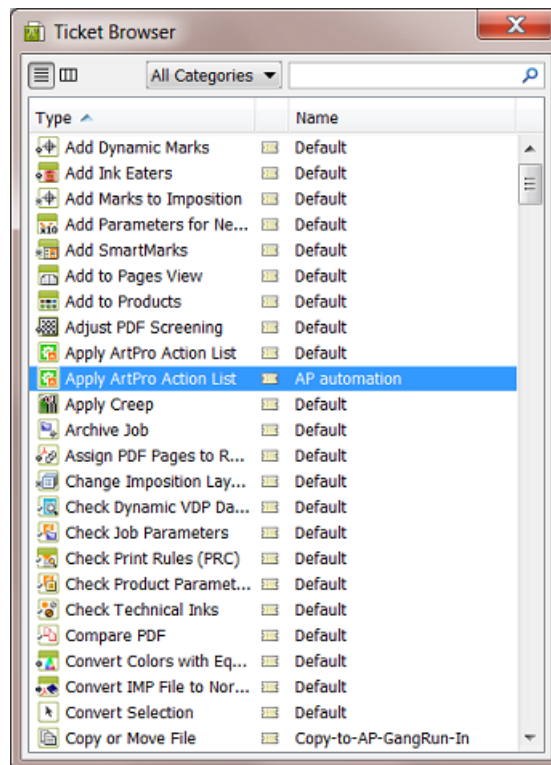 Ticket Browser
All Categories
Type Name
Add Dynamic Marks Default
Add Ink Eaters Default
Add Marks to Imposition Default
Add Parameters for Ne... Default
Add SmartMarks Default
Add to Pages View Default
Add to Products Default
Adjust PDF Screening Default
Apply ArtPro Action List Default
Apply ArtPro Action List AP automation
Apply Creep Default
Archive Job Default
Assign PDF Pages to R... Default
Change Imposition Lay... Default
Check Dynamic VDP Da... Default
Check Job Parameters Default
Check Print Rules (PRC) Default
Check Product Paramet... Default
Check Technical Inks Default
Compare PDF Default
Convert Colors with Eq... Default
Convert IMP File to Nor... Default
Convert Selection Default
Copy or Move File Copy-to-AP-GangRun-In